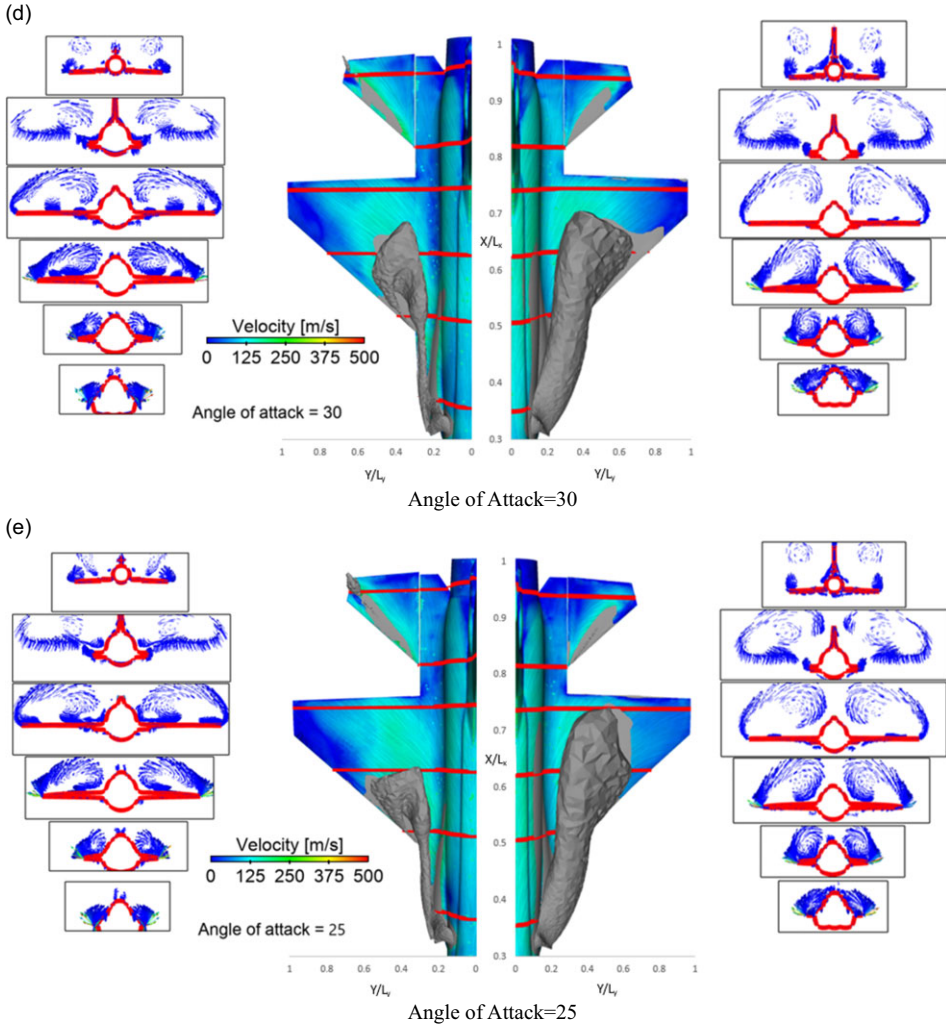 (d)
1
0.9
0.8
0.7
X/Lₓ
0.6
0.5
0.4
0.3
Velocity [m/s]
0 125 250 375 500
Angle of attack = 30
1 0.8 0.6 0.4 0.2 0 0 0.2 0.4 0.6 0.8 1
Y/Lᵧ Y/Lᵧ
Angle of Attack=30
(e)
1
0.9
0.8
0.7
X/Lₓ
0.6
0.5
0.4
0.3
Velocity [m/s]
0 125 250 375 500
Angle of attack = 25
1 0.8 0.6 0.4 0.2 0 0 0.2 0.4 0.6 0.8 1
Y/Lᵧ Y/Lᵧ
Angle of Attack=25